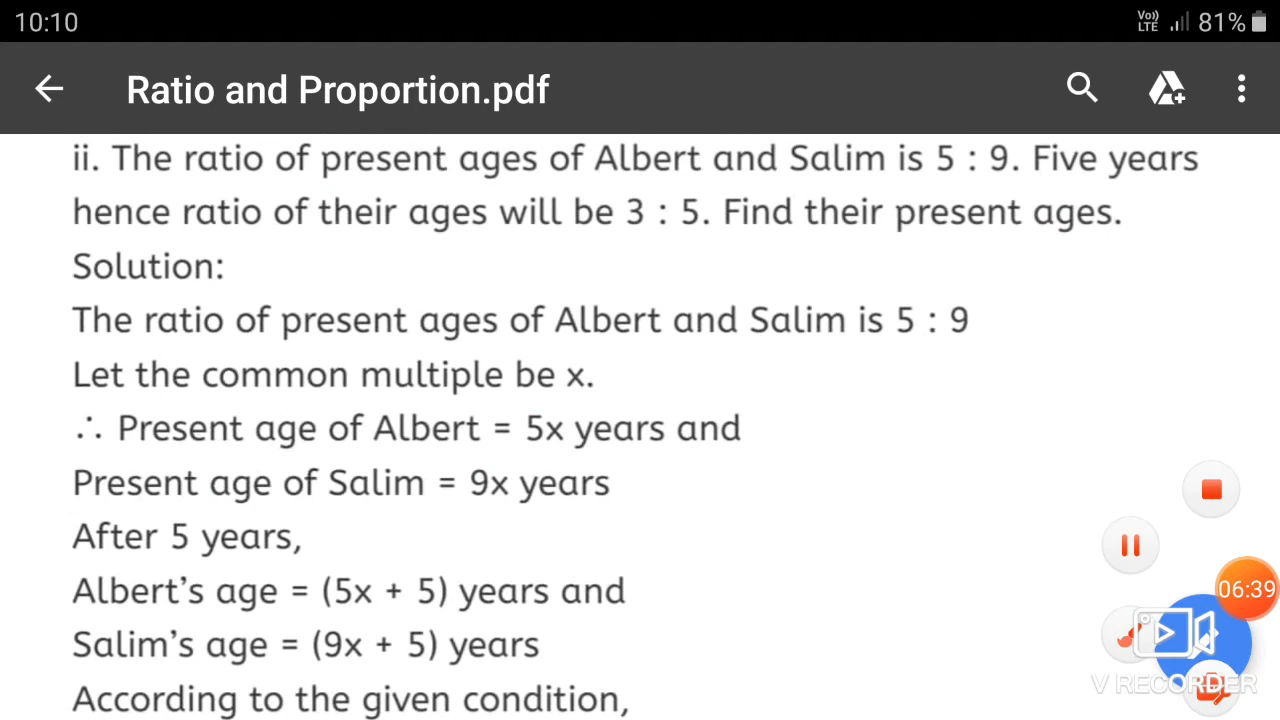 10:10
Vo)) LTE 81%
Ratio and Proportion.pdf
ii. The ratio of present ages of Albert and Salim is 5 : 9. Five years
hence ratio of their ages will be 3 : 5. Find their present ages.
Solution:
The ratio of present ages of Albert and Salim is 5 : 9
Let the common multiple be x.
∴ Present age of Albert = 5x years and
Present age of Salim = 9x years
After 5 years,
Albert’s age = (5x + 5) years and
Salim’s age = (9x + 5) years
According to the given condition,
06:39
V RECORDER